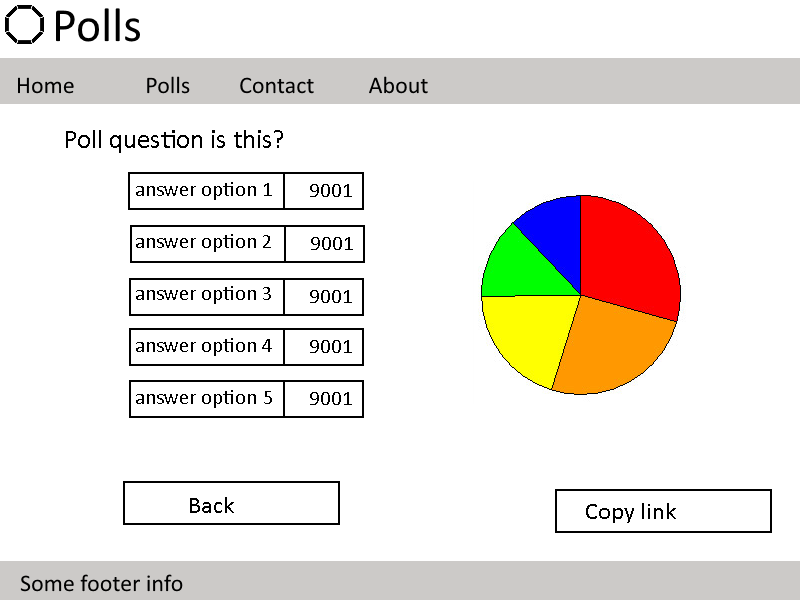 Polls
Home Polls Contact About
Poll question is this?
answer option 1 9001
answer option 2 9001
answer option 3 9001
answer option 4 9001
answer option 5 9001
Back
Copy link
Some footer info